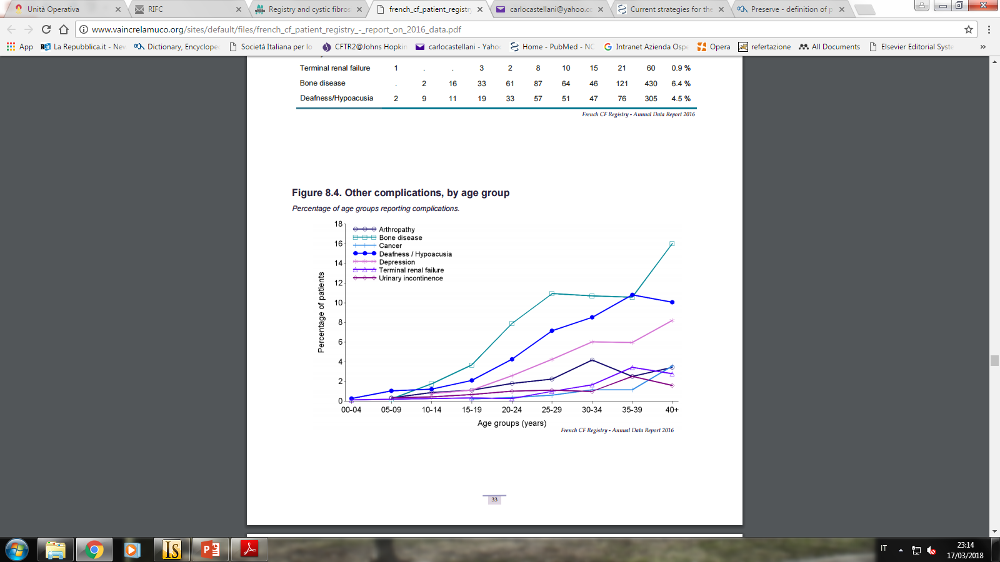 Unità Operativa
RIFC
Registry and cystic fibros
french_cf_patient_registry
carlocastellani@yahoo.co
Current strategies for the
Preserve - definition of p
www.vaincrelamuco.org/sites/default/files/french_cf_patient_registry_-_report_on_2016_data.pdf
App
La Repubblica.it - New
Dictionary, Encyclope
Società Italiana per lo
CFTR2@Johns Hopkin
carlocastellani - Yahoo
Home - PubMed - NC
Intranet Azienda Ospe
Opera
refertazione
All Documents
Elsevier Editorial Syste
»
Terminal renal failure 1 . . 3 2 8 10 15 21 60 0.9 %
Bone disease . 2 16 33 61 87 64 46 121 430 6.4 %
Deafness/Hypoacusia 2 9 11 19 33 57 51 47 76 305 4.5 %
French CF Registry - Annual Data Report 2016
Figure 8.4. Other complications, by age group
Percentage of age groups reporting complications.
Percentage of patients
18
16
14
12
10
8
6
4
2
0
Arthropathy
Bone disease
Cancer
Deafness / Hypoacusia
Depression
Terminal renal failure
Urinary incontinence
00-04 05-09 10-14 15-19 20-24 25-29 30-34 35-39 40+
Age groups (years)
French CF Registry - Annual Data Report 2016
33
IS
P
IT
23:14
17/03/2018